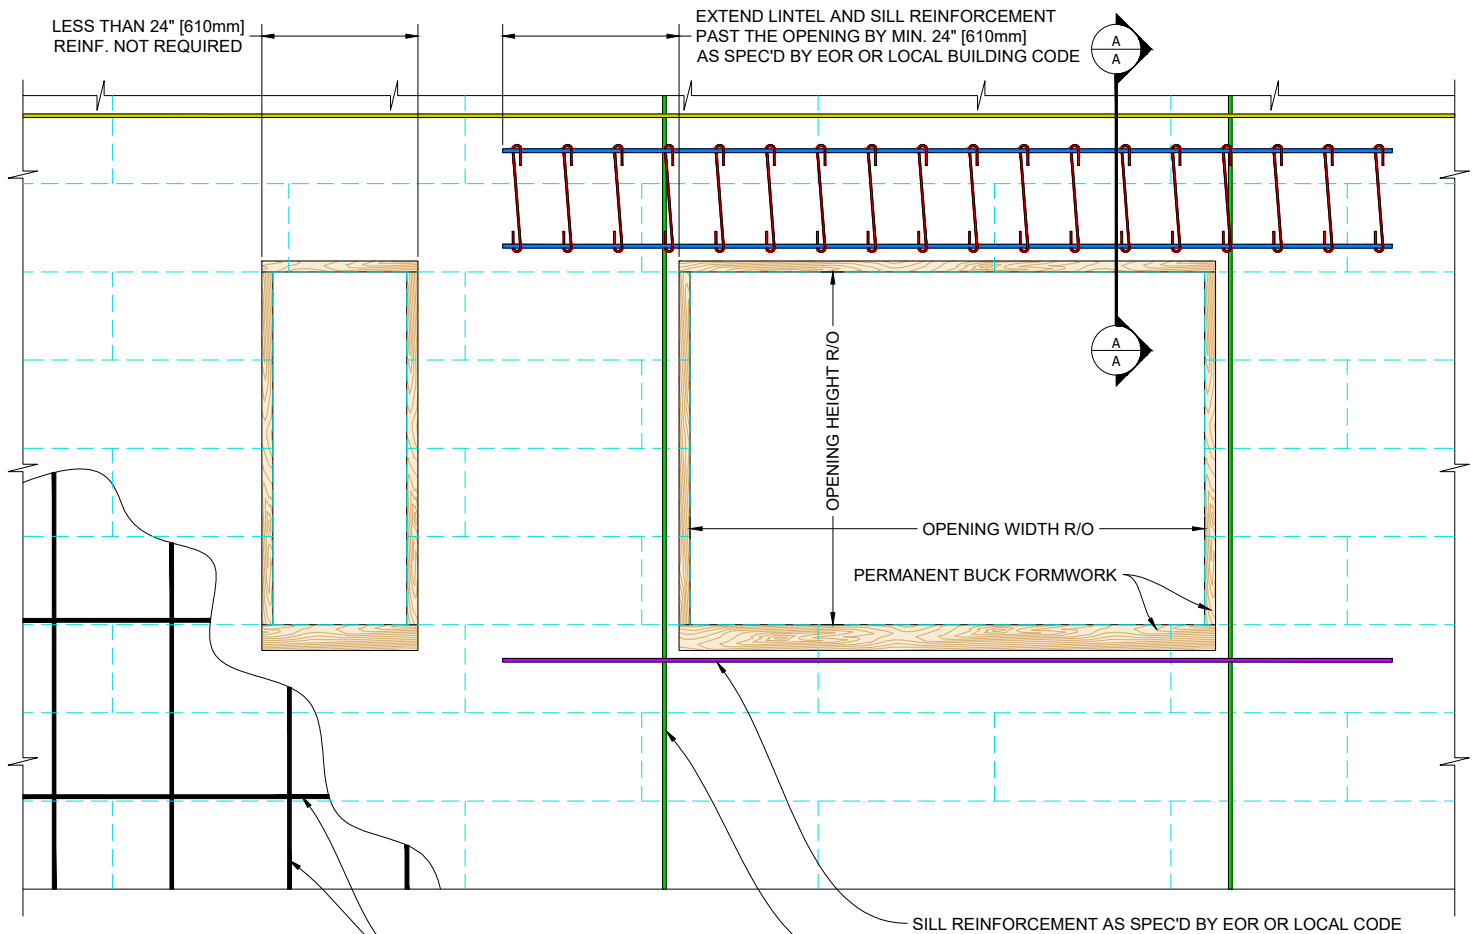 LESS THAN 24" [610mm]
REINF. NOT REQUIRED
EXTEND LINTEL AND SILL REINFORCEMENT
PAST THE OPENING BY MIN. 24" [610mm]
AS SPEC'D BY EOR OR LOCAL BUILDING CODE
A
A
A
A
OPENING HEIGHT R/O
OPENING WIDTH R/O
PERMANENT BUCK FORMWORK
SILL REINFORCEMENT AS SPEC'D BY EOR OR LOCAL CODE